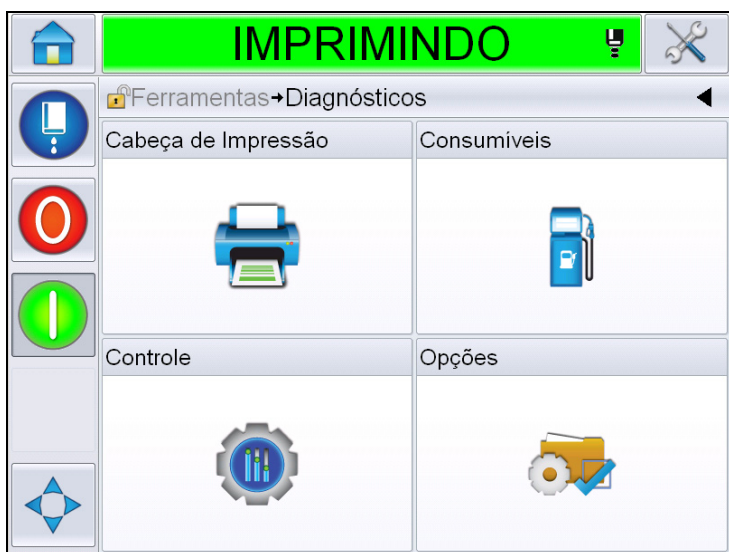 IMPRIMINDO
Ferramentas→Diagnósticos
Cabeça de Impressão
Consumíveis
Controle
Opções